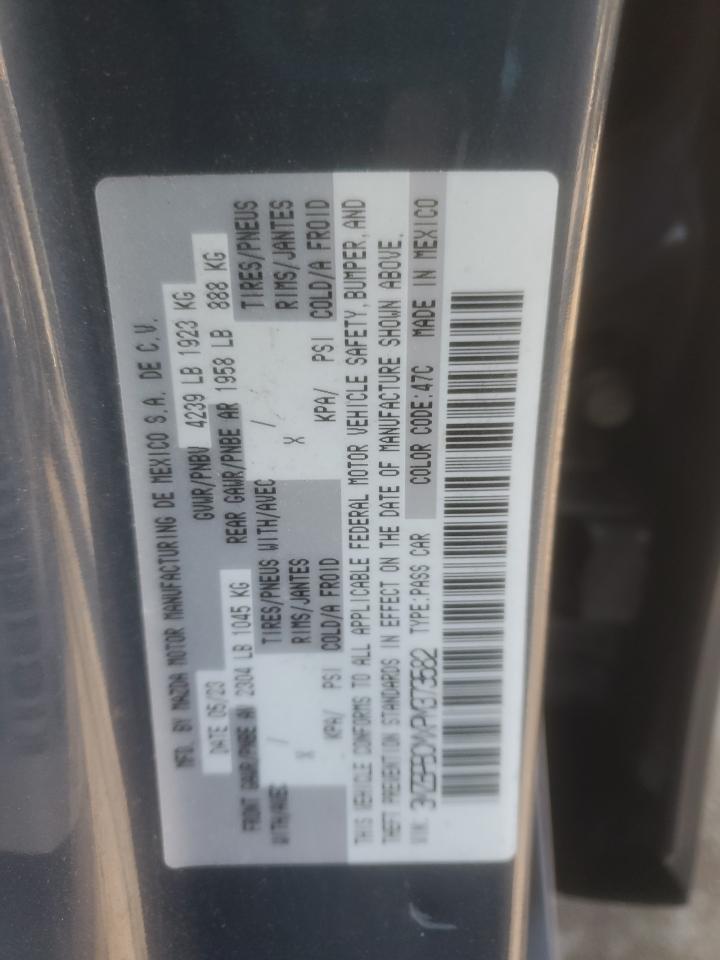 MFD. BY MAZDA MOTOR MANUFACTURING DE MEXICO S.A. DE C.V.
DATE 05/23 GVWR/PNBV 4239 LB 1923 KG
FRONT GAWR/PNBE AV 2304 LB 1045 KG REAR GAWR/PNBE AR 1958 LB 888 KG
WITH/AVEC / TIRES/PNEUS WITH/AVEC / TIRES/PNEUS
X RIMS/JANTES X RIMS/JANTES
KPA/ PSI COLD/A FROID KPA/ PSI COLD/A FROID
THIS VEHICLE CONFORMS TO ALL APPLICABLE FEDERAL MOTOR VEHICLE SAFETY, BUMPER, AND
THEFT PREVENTION STANDARDS IN EFFECT ON THE DATE OF MANUFACTURE SHOWN ABOVE.
VIN: TYPE:PASS CAR COLOR CODE:47C MADE IN MEXICO